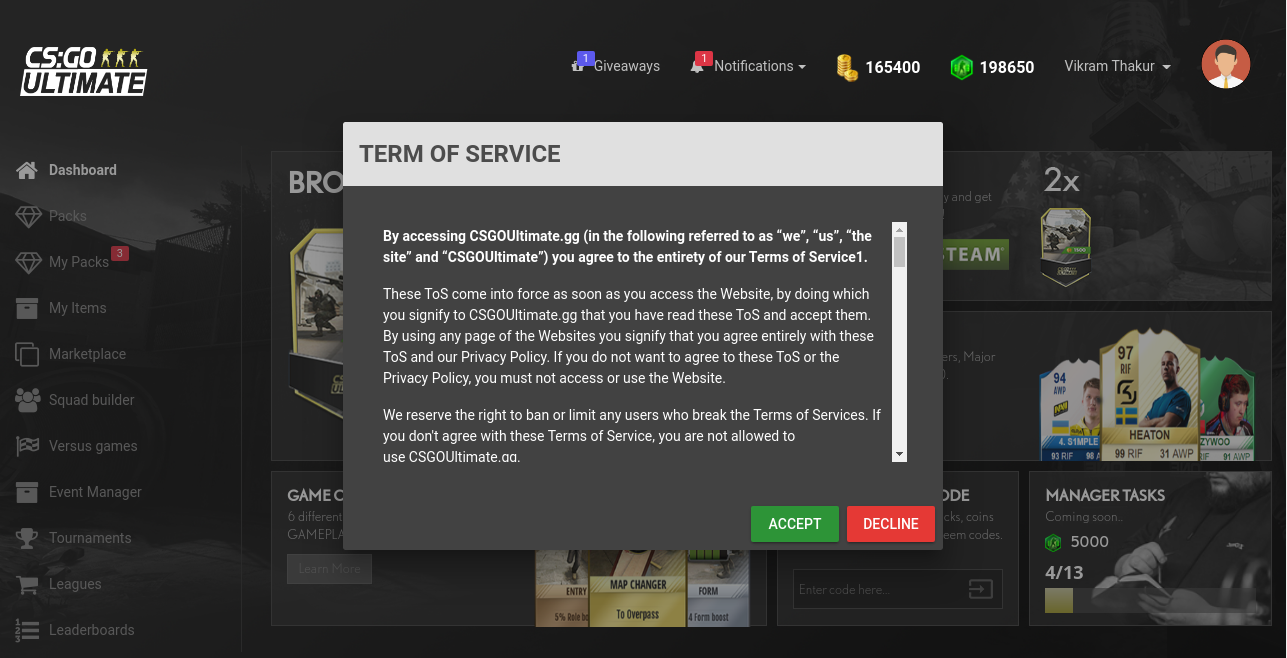 CS:GO
ULTIMATE
1
Giveaways
1
Notifications
165400
198650
Vikram Thakur
Dashboard
Packs
My Packs
3
My Items
Marketplace
Squad builder
Versus games
Event Manager
Tournaments
Leagues
Leaderboards
BRO
y and get
STEAM
2x
TERM OF SERVICE
By accessing CSGOUltimate.gg (in the following referred to as “we”, “us”, “the
site” and “CSGOUltimate”) you agree to the entirety of our Terms of Service1.
These ToS come into force as soon as you access the Website, by doing which
you signify to CSGOUltimate.gg that you have read these ToS and accept them.
By using any page of the Websites you signify that you agree entirely with these
ToS and our Privacy Policy. If you do not want to agree to these ToS or the
Privacy Policy, you must not access or use the Website.
We reserve the right to ban or limit any users who break the Terms of Services. If
you don't agree with these Terms of Service, you are not allowed to
use CSGOUltimate.gg.
ACCEPT
DECLINE
ers, Major
94
AWP
4. S1MPLE
97
RIF
HEATON
99 RIF 31 AWP
ZYWOO
91 AWP
GAME C
6 different
GAMEPLA
Learn More
ENTRY
MAP CHANGER
To Overpass
FORM
4 Form boost
ODE
cks, coins
eem codes.
Enter code here...
MANAGER TASKS
Coming soon..
5000
4/13